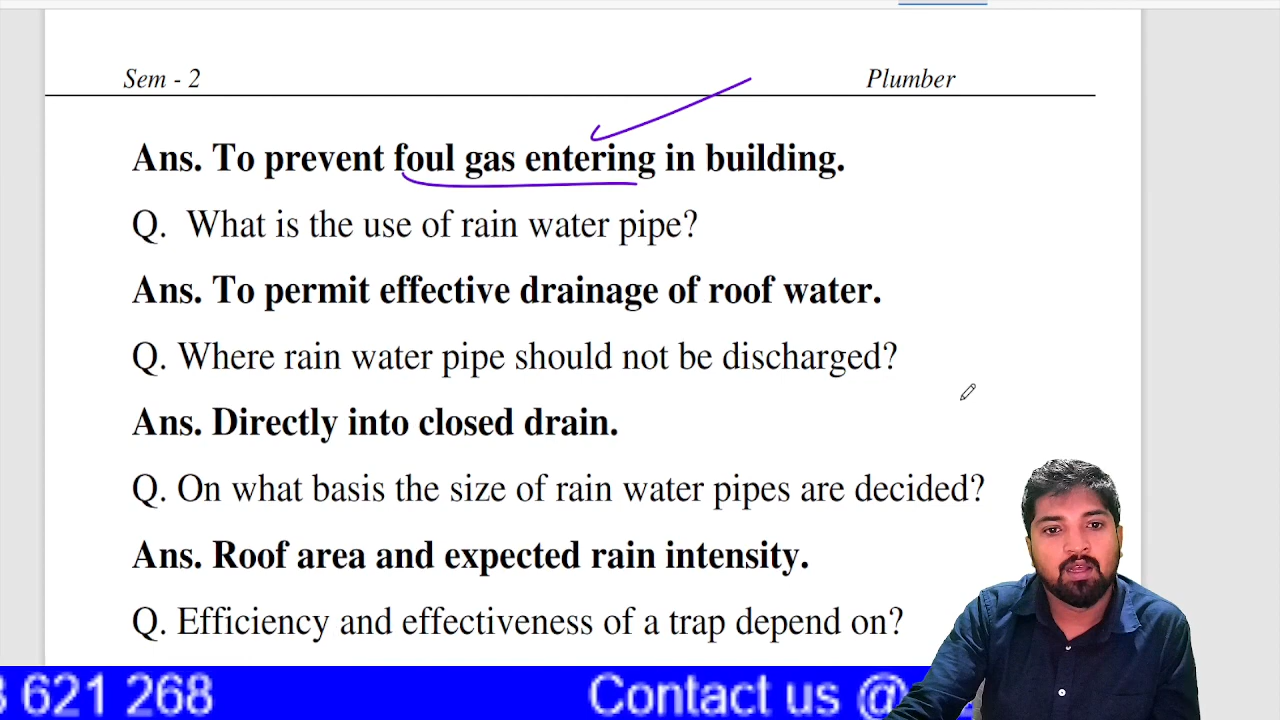 Sem - 2 Plumber
Ans. To prevent foul gas entering in building.
Q. What is the use of rain water pipe?
Ans. To permit effective drainage of roof water.
Q. Where rain water pipe should not be discharged?
Ans. Directly into closed drain.
Q. On what basis the size of rain water pipes are decided?
Ans. Roof area and expected rain intensity.
Q. Efficiency and effectiveness of a trap depend on?
621 268 Contact us @